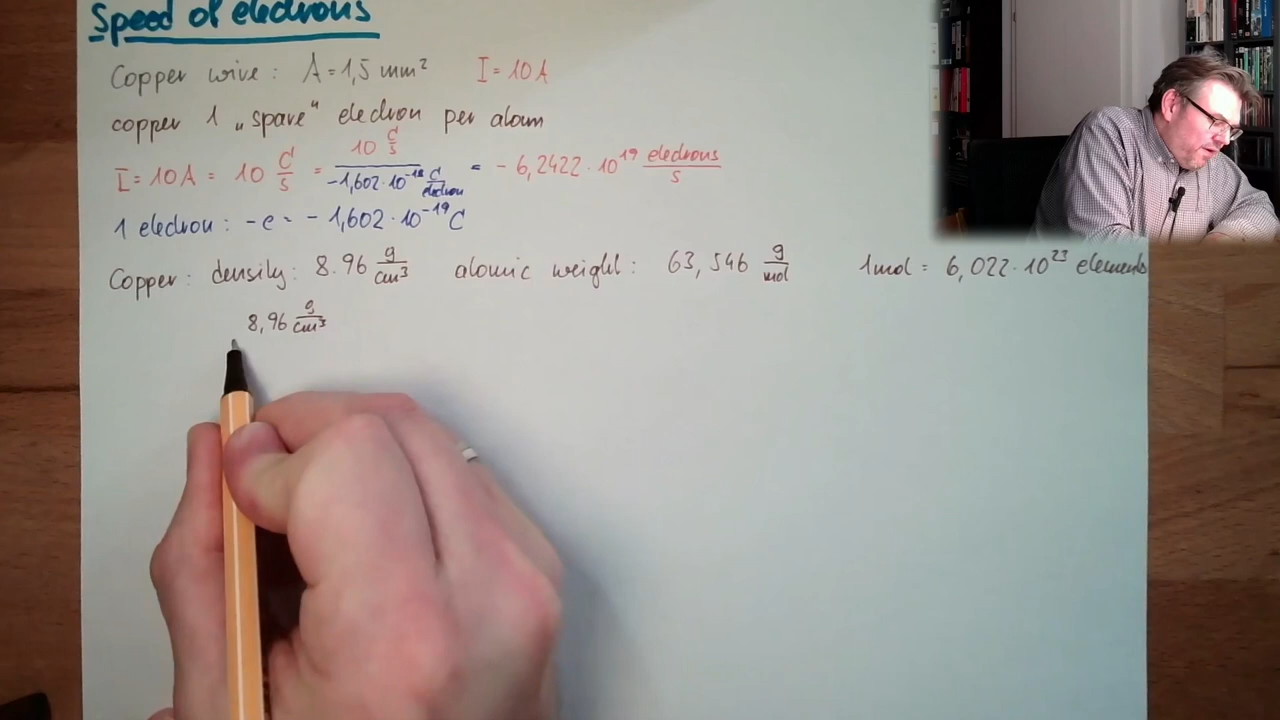 Speed of electrons
Copper wire: A = 1,5 mm² I = 10 A
copper 1 „spare“ electron per atom
I = 10 A = 10 C/s = (10 C/s)/(-1,602·10⁻¹⁹ C/electron) = - 6,2422·10¹⁹ electrons/s
1 electron: -e = - 1,602·10⁻¹⁹ C
Copper: density: 8.96 g/cm³ atomic weight: 63,546 g/mol 1 mol = 6,022·10²³ elements
8,96 g/cm³